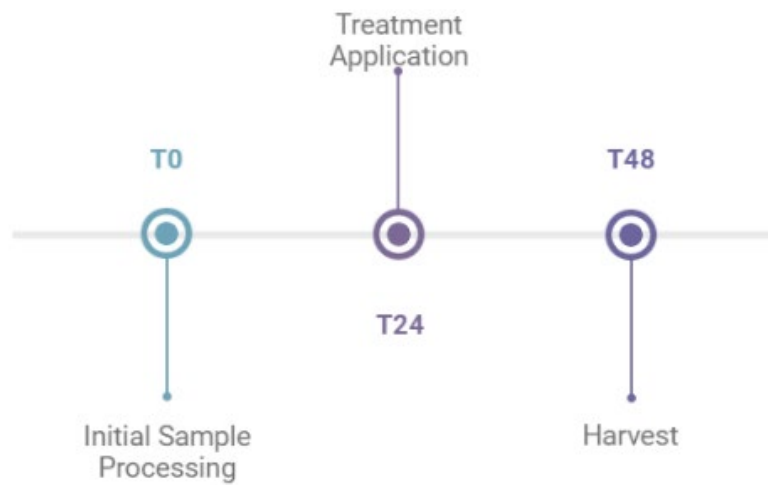 Treatment
Application
T0
T48
T24
Initial Sample
Processing
Harvest